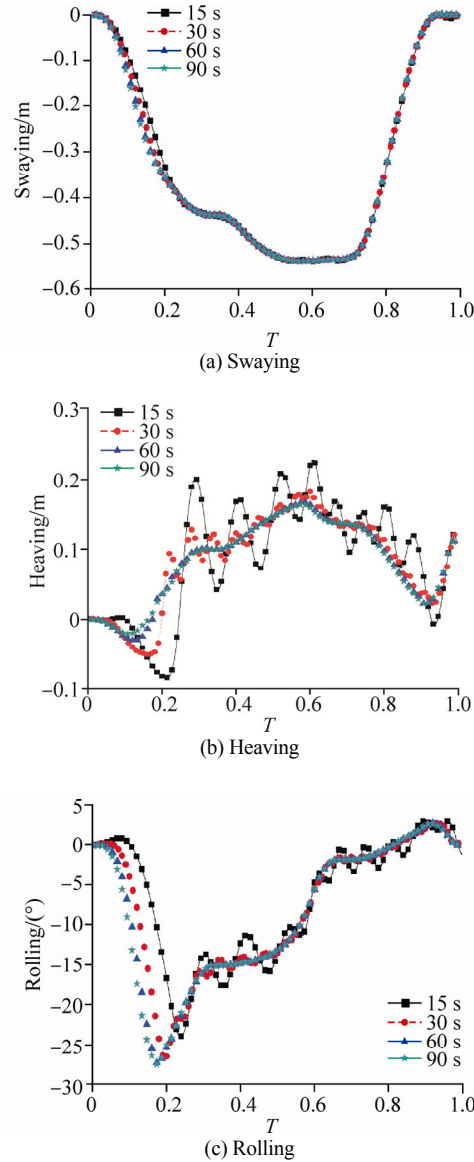 0
−0.1
−0.2
−0.3
−0.4
−0.5
−0.6
Swaying/m
15 s
30 s
60 s
90 s
0 0.2 0.4 0.6 0.8 1.0
T
(a) Swaying
0.3
0.2
0.1
0
−0.1
Heaving/m
15 s
30 s
60 s
90 s
0 0.2 0.4 0.6 0.8 1.0
T
(b) Heaving
5
0
−5
−10
−15
−20
−25
−30
Rolling/(°)
15 s
30 s
60 s
90 s
0 0.2 0.4 0.6 0.8 1.0
T
(c) Rolling